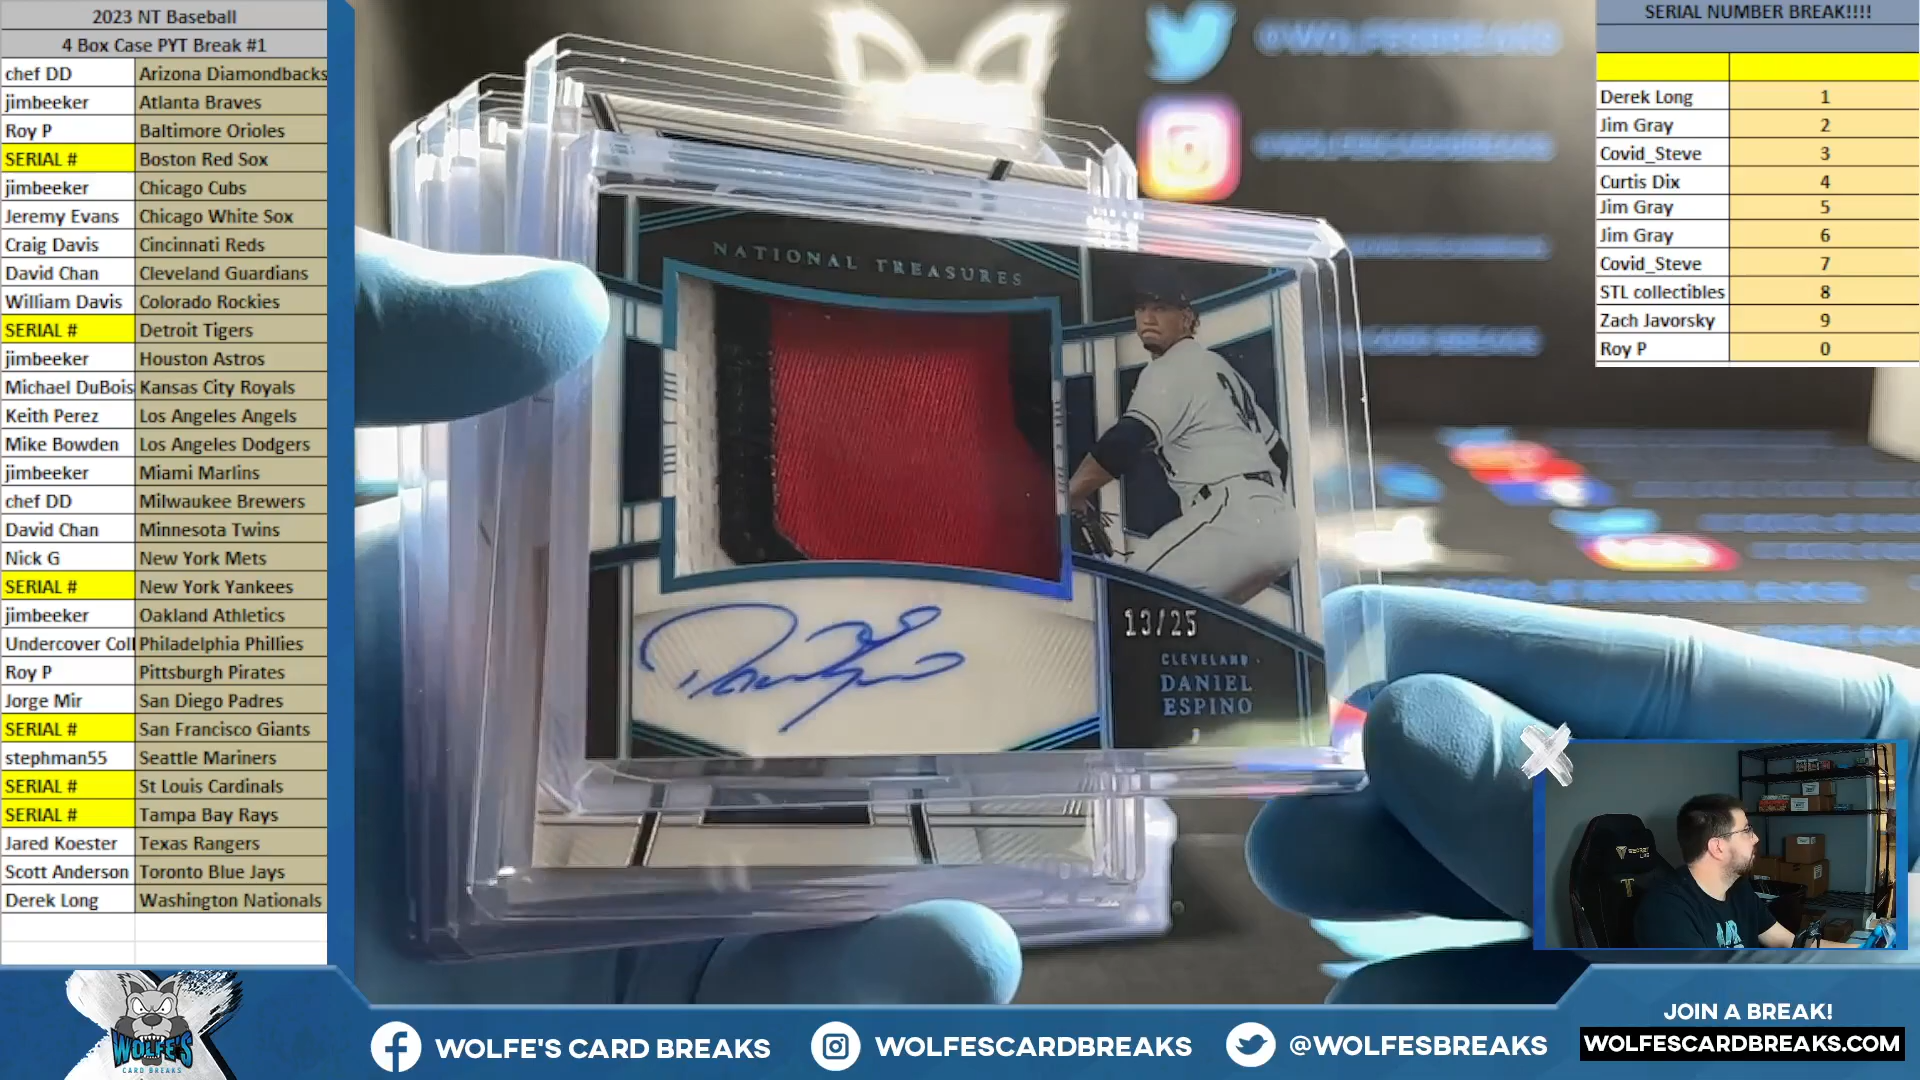 2023 NT Baseball
4 Box Case PYT Break #1
chef DD Arizona Diamondbacks
jimbeeker Atlanta Braves
Roy P Baltimore Orioles
SERIAL # Boston Red Sox
jimbeeker Chicago Cubs
Jeremy Evans Chicago White Sox
Craig Davis Cincinnati Reds
David Chan Cleveland Guardians
William Davis Colorado Rockies
SERIAL # Detroit Tigers
jimbeeker Houston Astros
Michael DuBois Kansas City Royals
Keith Perez Los Angeles Angels
Mike Bowden Los Angeles Dodgers
jimbeeker Miami Marlins
chef DD Milwaukee Brewers
David Chan Minnesota Twins
Nick G New York Mets
SERIAL # New York Yankees
jimbeeker Oakland Athletics
Undercover Coll Philadelphia Phillies
Roy P Pittsburgh Pirates
Jorge Mir San Diego Padres
SERIAL # San Francisco Giants
stephman55 Seattle Mariners
SERIAL # St Louis Cardinals
SERIAL # Tampa Bay Rays
Jared Koester Texas Rangers
Scott Anderson Toronto Blue Jays
Derek Long Washington Nationals
@WOLFESBREAKS
NATIONAL TREASURES
34
13/25
CLEVELAND
DANIEL
ESPINO
SERIAL NUMBER BREAK!!!!
Derek Long 1
Jim Gray 2
Covid_Steve 3
Curtis Dix 4
Jim Gray 5
Jim Gray 6
Covid_Steve 7
STL collectibles 8
Zach Javorsky 9
Roy P 0
WOLFE'S
CARD BREAKS
WOLFE'S CARD BREAKS
WOLFESCARDBREAKS
@WOLFESBREAKS
JOIN A BREAK!
WOLFESCARDBREAKS.COM